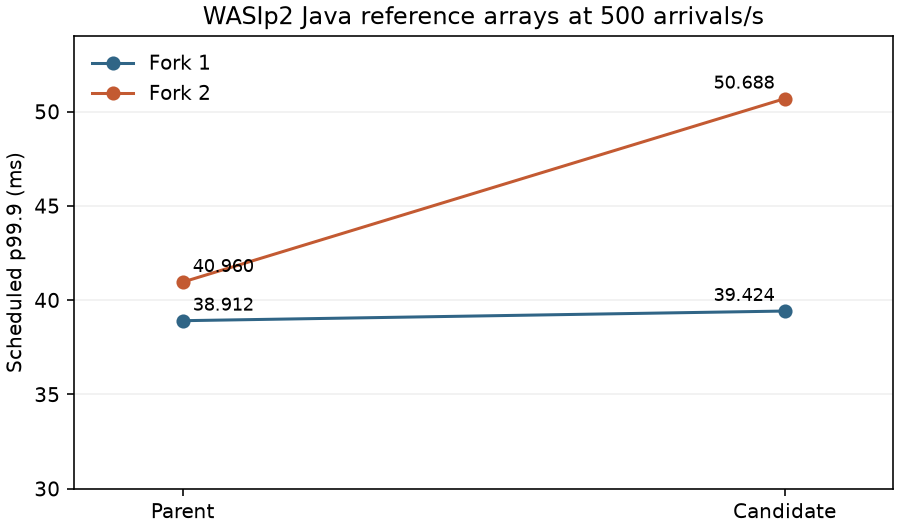 WASIp2 Java reference arrays at 500 arrivals/s
Fork 1
Fork 2
Scheduled p99.9 (ms)
50
45
40
35
30
50.688
40.960
38.912
39.424
Parent
Candidate